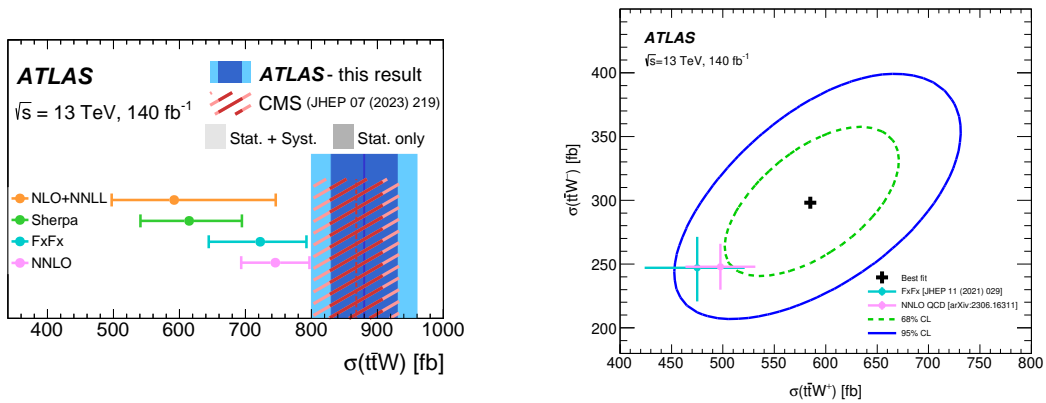 ATLAS
√s = 13 TeV, 140 fb⁻¹
ATLAS - this result
CMS (JHEP 07 (2023) 219)
Stat. + Syst. Stat. only
NLO+NNLL
Sherpa
FxFx
NNLO
400 500 600 700 800 900 1000
σ(tt̄W) [fb]
ATLAS
√s=13 TeV, 140 fb⁻¹
σ(tt̄W⁻) [fb]
400
350
300
250
200
Best fit
FxFx [JHEP 11 (2021) 029]
NNLO QCD [arXiv:2306.16311]
68% CL
95% CL
400 450 500 550 600 650 700 750 800
σ(tt̄W⁺) [fb]